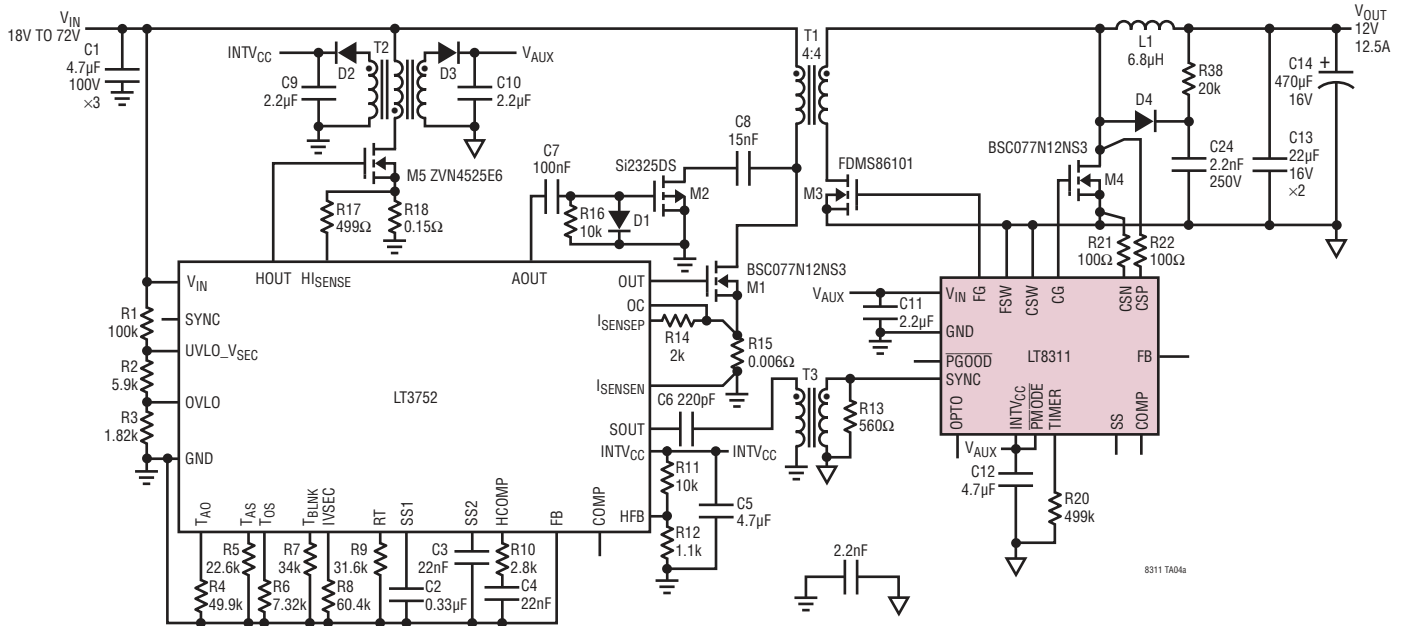 VIN
18V TO 72V
C1
4.7µF
100V
×3
INTVCC
D2
T2
D3
VAUX
C9
2.2µF
C10
2.2µF
M5 ZVN4525E6
R17
499Ω
R18
0.15Ω
C7
100nF
R16
10k
D1
Si2325DS
M2
C8
15nF
T1
4:4
FDMS86101
M3
BSC077N12NS3
M4
L1
6.8µH
R38
20k
D4
C24
2.2nF
250V
C13
22µF
16V
×2
C14
+
470µF
16V
VOUT
12V
12.5A
R21
100Ω
R22
100Ω
BSC077N12NS3
M1
HOUT
HISENSE
AOUT
OUT
OC
ISENSEP
ISENSEN
SOUT
INTVCC
HFB
R14
2k
R15
0.006Ω
C6 220pF
T3
R13
560Ω
INTVCC
R11
10k
R12
1.1k
C5
4.7µF
R1
100k
R2
5.9k
R3
1.82k
VIN
SYNC
UVLO_VSEC
OVLO
GND
LT3752
TAO
TAS
TOS
TBLNK
IVSEC
RT
SS1
SS2
HCOMP
FB
COMP
R5
22.6k
R4
49.9k
R6
7.32k
R7
34k
R8
60.4k
R9
31.6k
C2
0.33µF
C3
22nF
R10
2.8k
C4
22nF
VAUX
C11
2.2µF
VIN
FG
FSW
CSW
CG
CSN
CSP
GND
PGOOD
SYNC
LT8311
FB
OPTO
INTVCC
PMODE
TIMER
SS
COMP
VAUX
C12
4.7µF
R20
499k
2.2nF
8311 TA04a